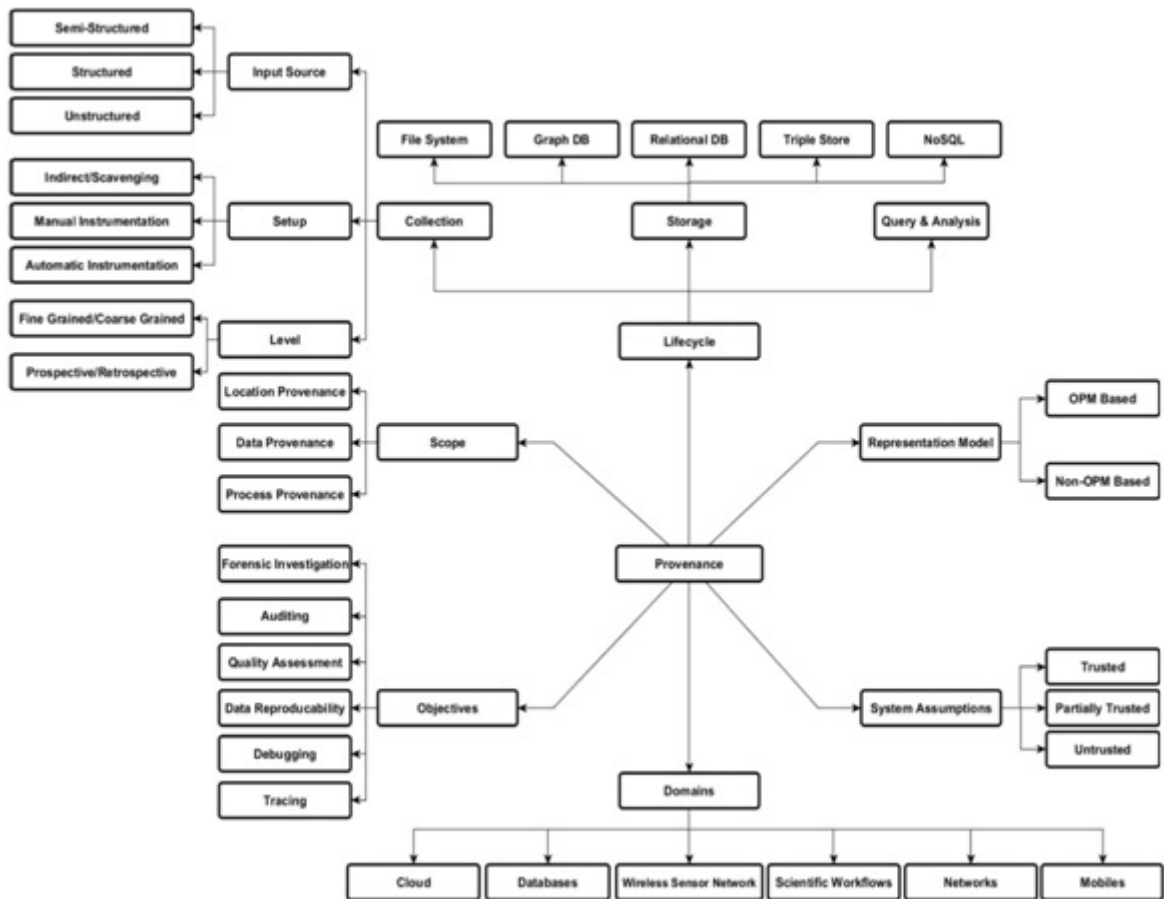 Semi-Structured
Structured
Input Source
Unstructured
File System
Graph DB
Relational DB
Triple Store
NoSQL
Indirect/Scavenging
Manual Instrumentation
Setup
Collection
Storage
Query & Analysis
Automatic Instrumentation
Fine Grained/Coarse Grained
Level
Lifecycle
Prospective/Retrospective
Location Provenance
OPM Based
Data Provenance
Scope
Representation Model
Process Provenance
Non-OPM Based
Forensic Investigation
Provenance
Auditing
Quality Assessment
Trusted
Data Reproducability
Objectives
System Assumptions
Partially Trusted
Debugging
Untrusted
Tracing
Domains
Cloud
Databases
Wireless Sensor Network
Scientific Workflows
Networks
Mobiles